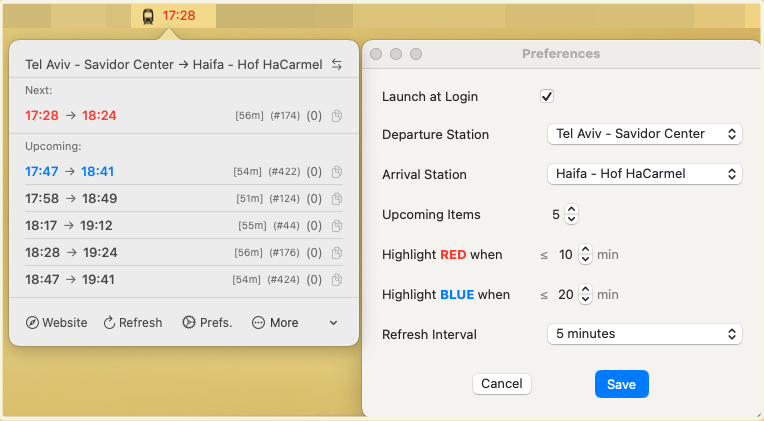 17:28
Tel Aviv - Savidor Center → Haifa - Hof HaCarmel
Next:
17:28 → 18:24 [56m] (#174) (0)
Upcoming:
17:47 → 18:41 [54m] (#422) (0)
17:58 → 18:49 [51m] (#124) (0)
18:17 → 19:12 [55m] (#44) (0)
18:28 → 19:24 [56m] (#176) (0)
18:47 → 19:41 [54m] (#424) (0)
Website Refresh Prefs. More
Preferences
Launch at Login
Departure Station Tel Aviv - Savidor Center
Arrival Station Haifa - Hof HaCarmel
Upcoming Items 5
Highlight RED when ≤ 10 min
Highlight BLUE when ≤ 20 min
Refresh Interval 5 minutes
Cancel Save